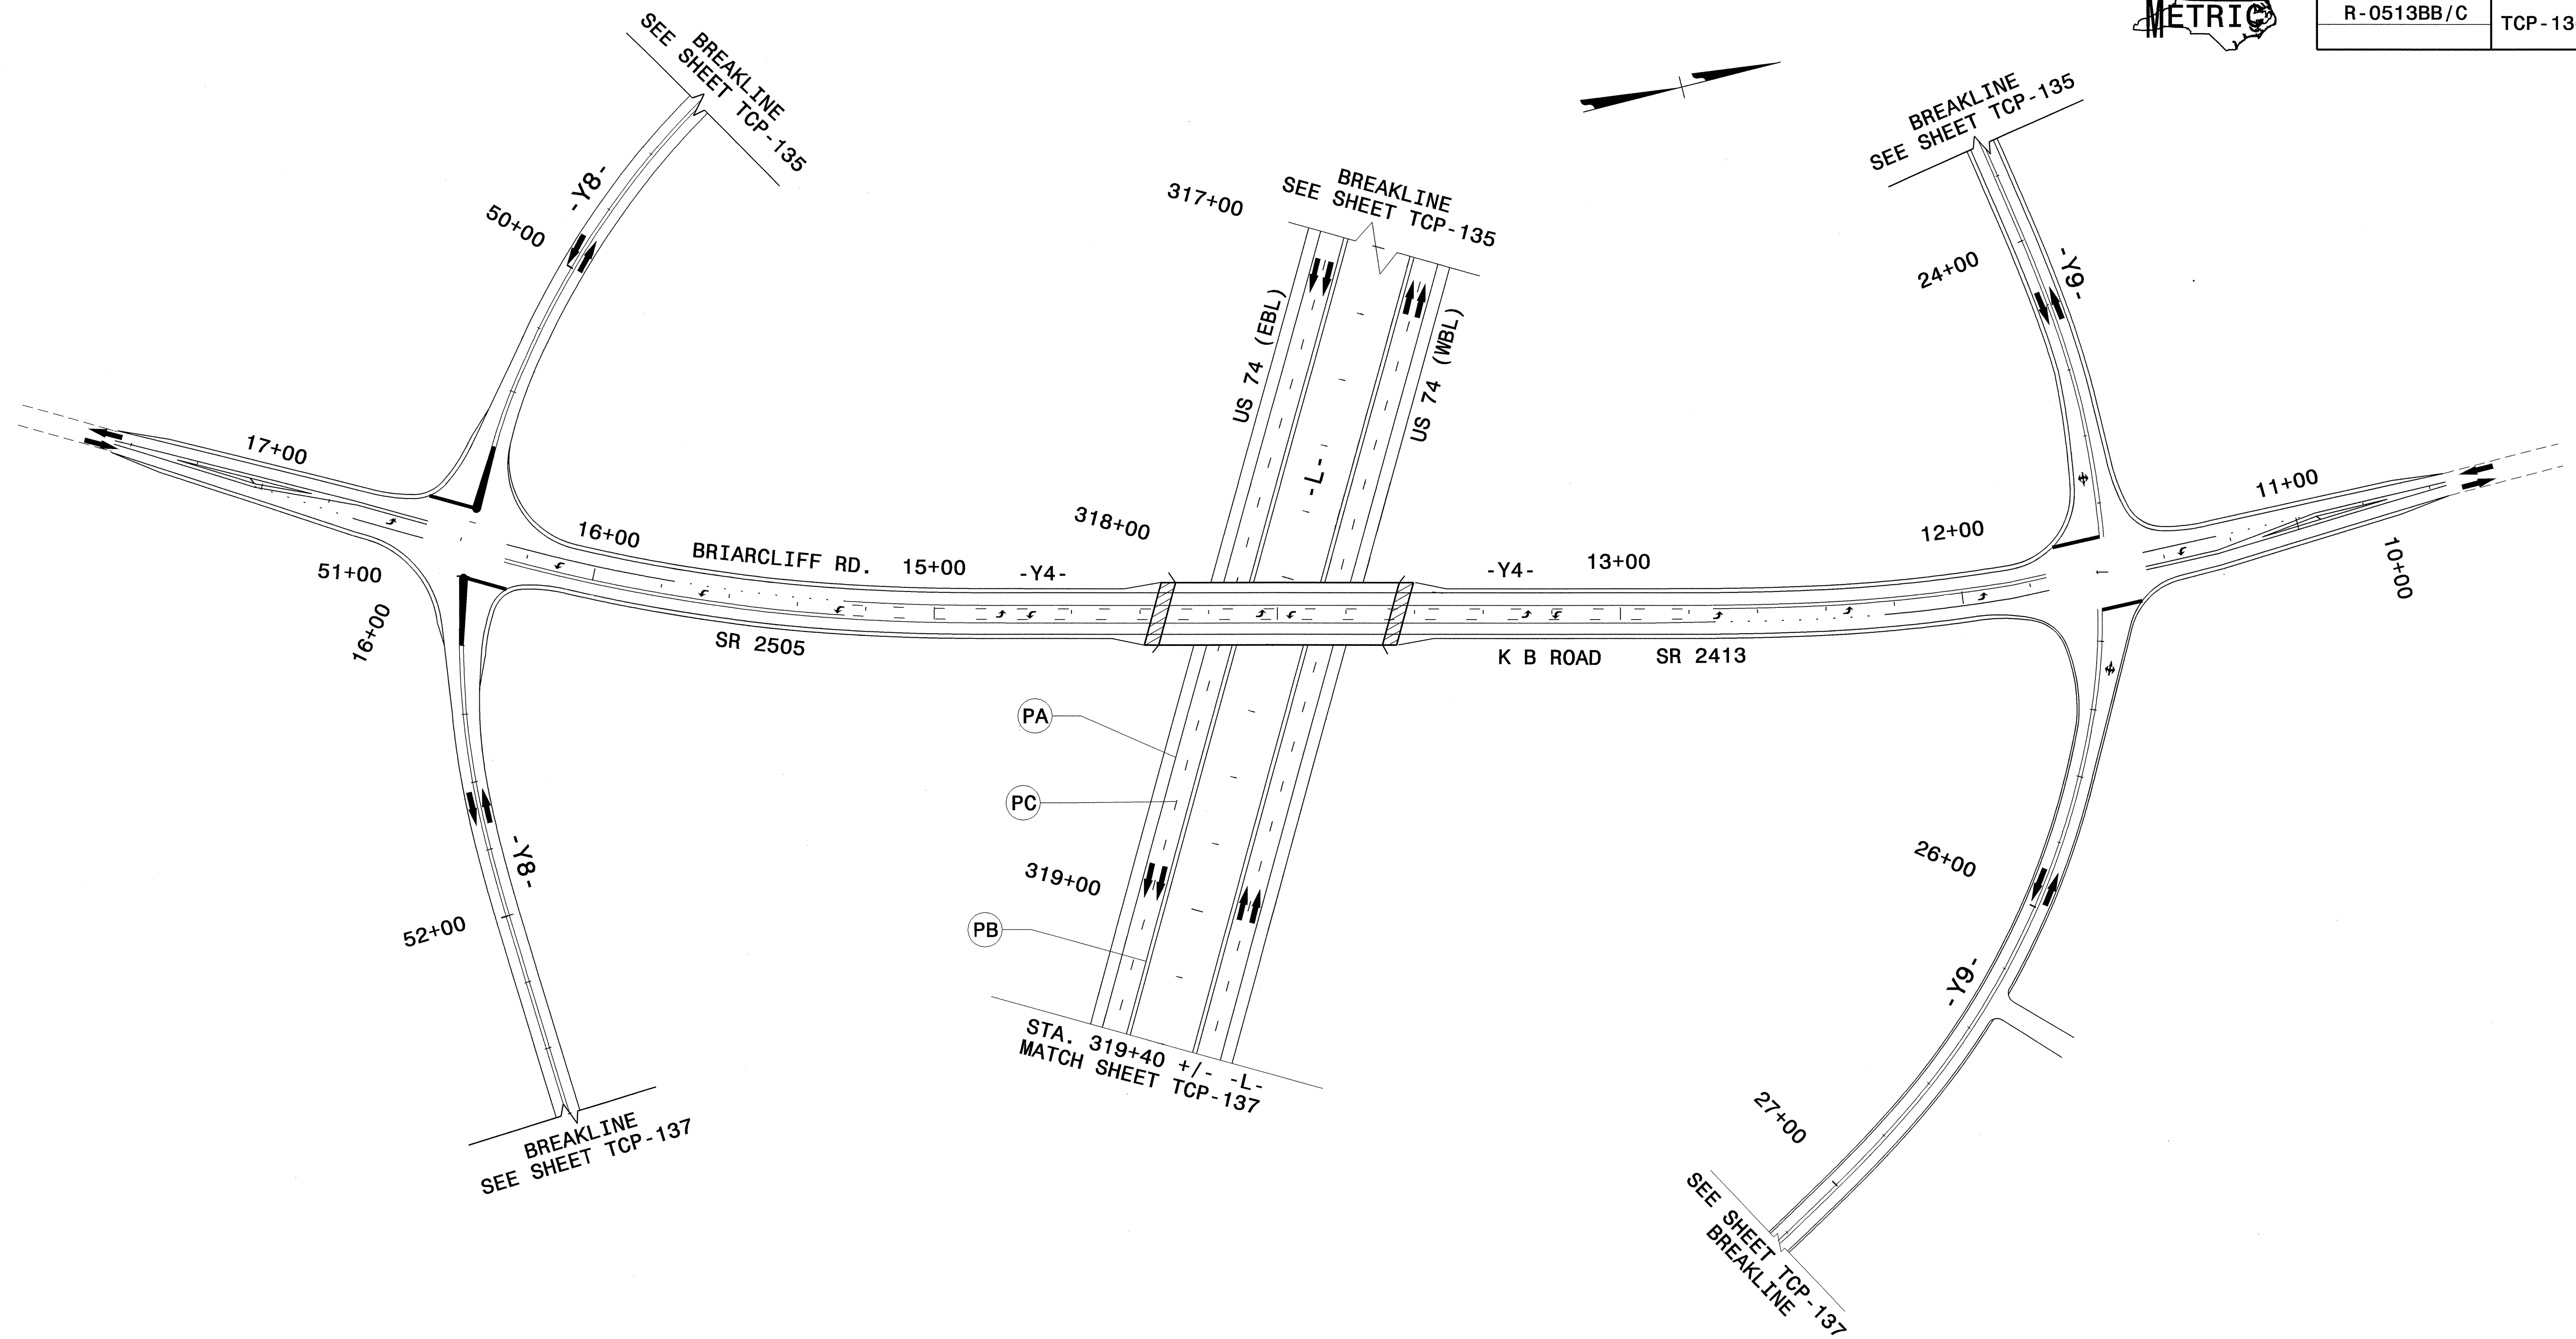 METRIC
R-0513BB/C
BREAKLINE
SEE SHEET TCP-135
-Y8-
50+00
317+00
BREAKLINE
SEE SHEET TCP-135
BREAKLINE
SEE SHEET TCP-135
24+00
-Y9-
US 74 (EBL)
US 74 (WBL)
-L-
17+00
16+00
BRIARCLIFF RD.
15+00
-Y4-
318+00
-Y4-
13+00
12+00
11+00
10+00
51+00
16+00
SR 2505
K B ROAD
SR 2413
PA
PC
319+00
PB
-Y8-
52+00
26+00
-Y9-
27+00
STA. 319+40 +/- -L-
MATCH SHEET TCP-137
BREAKLINE
SEE SHEET TCP-137
SEE SHEET TCP-137
BREAKLINE